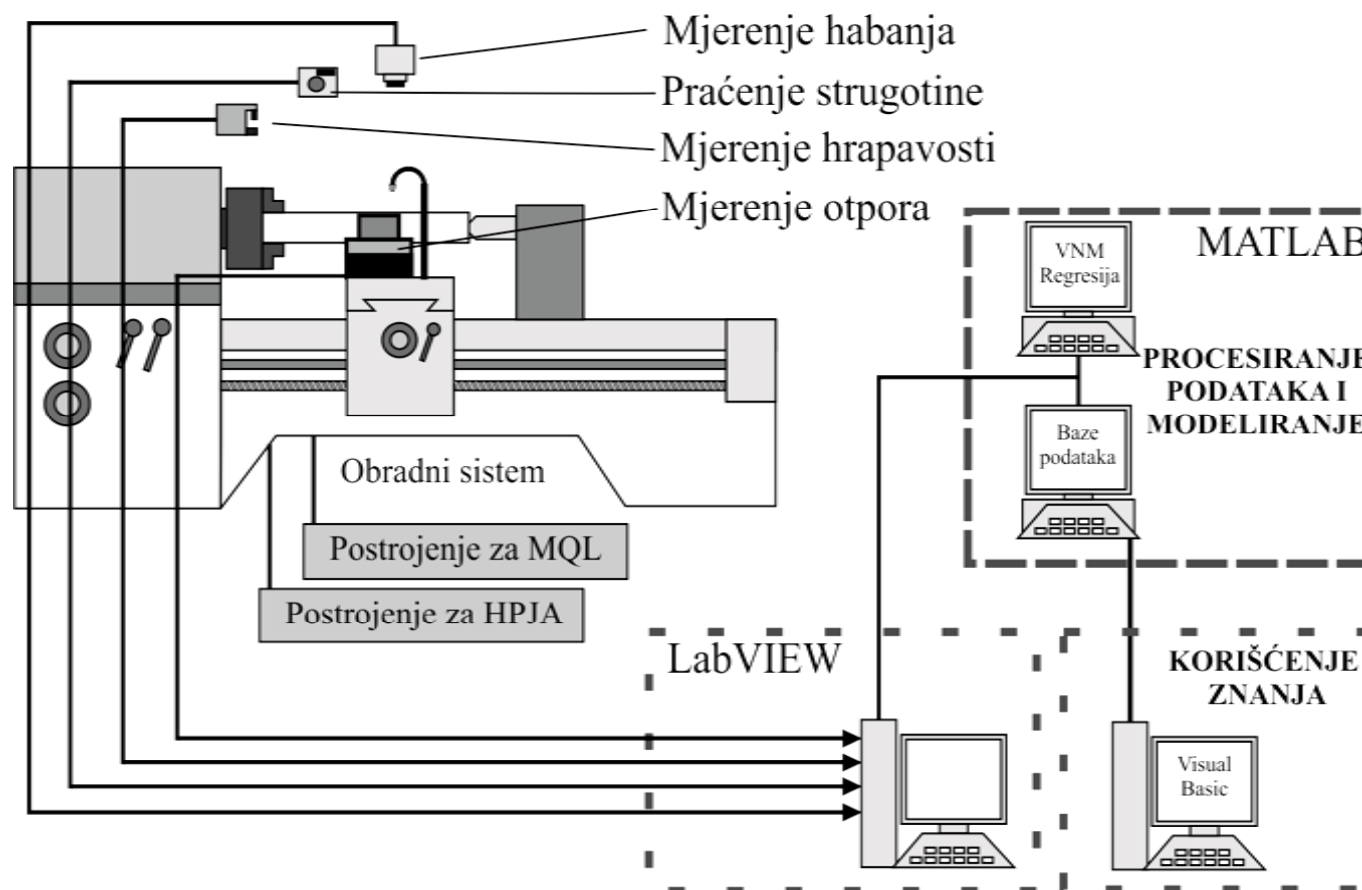 Mjerenje habanja
Praćenje strugotine
Mjerenje hrapavosti
Mjerenje otpora
Obradni sistem
Postrojenje za MQL
Postrojenje za HPJA
MATLAB
VNM
Regresija
PROCESIRANJE
PODATAKA I
MODELIRANJE
Baze
podataka
LabVIEW
KORIŠĆENJE
ZNANJA
Visual
Basic